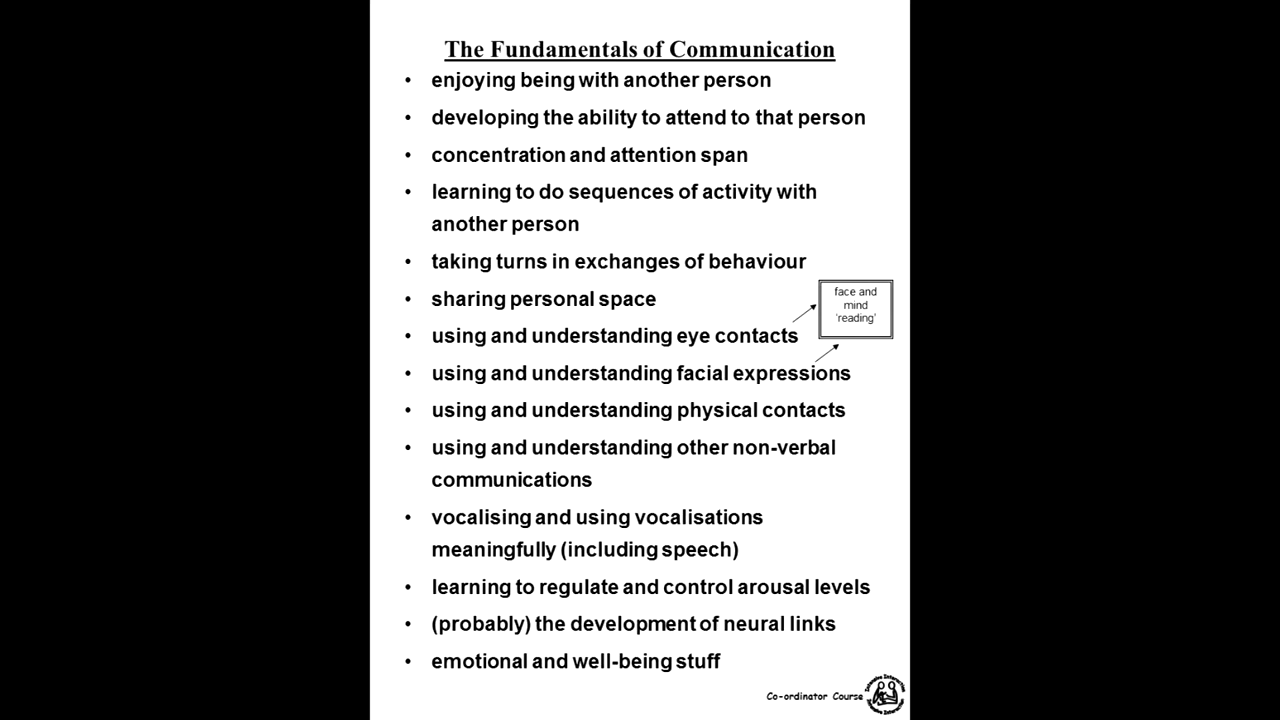 The Fundamentals of Communication
• enjoying being with another person
• developing the ability to attend to that person
• concentration and attention span
• learning to do sequences of activity with
another person
• taking turns in exchanges of behaviour
• sharing personal space
face and
mind
'reading'
• using and understanding eye contacts
• using and understanding facial expressions
• using and understanding physical contacts
• using and understanding other non-verbal
communications
• vocalising and using vocalisations
meaningfully (including speech)
• learning to regulate and control arousal levels
• (probably) the development of neural links
• emotional and well-being stuff
Co-ordinator Course
Intensive Interaction
Intensive Interaction